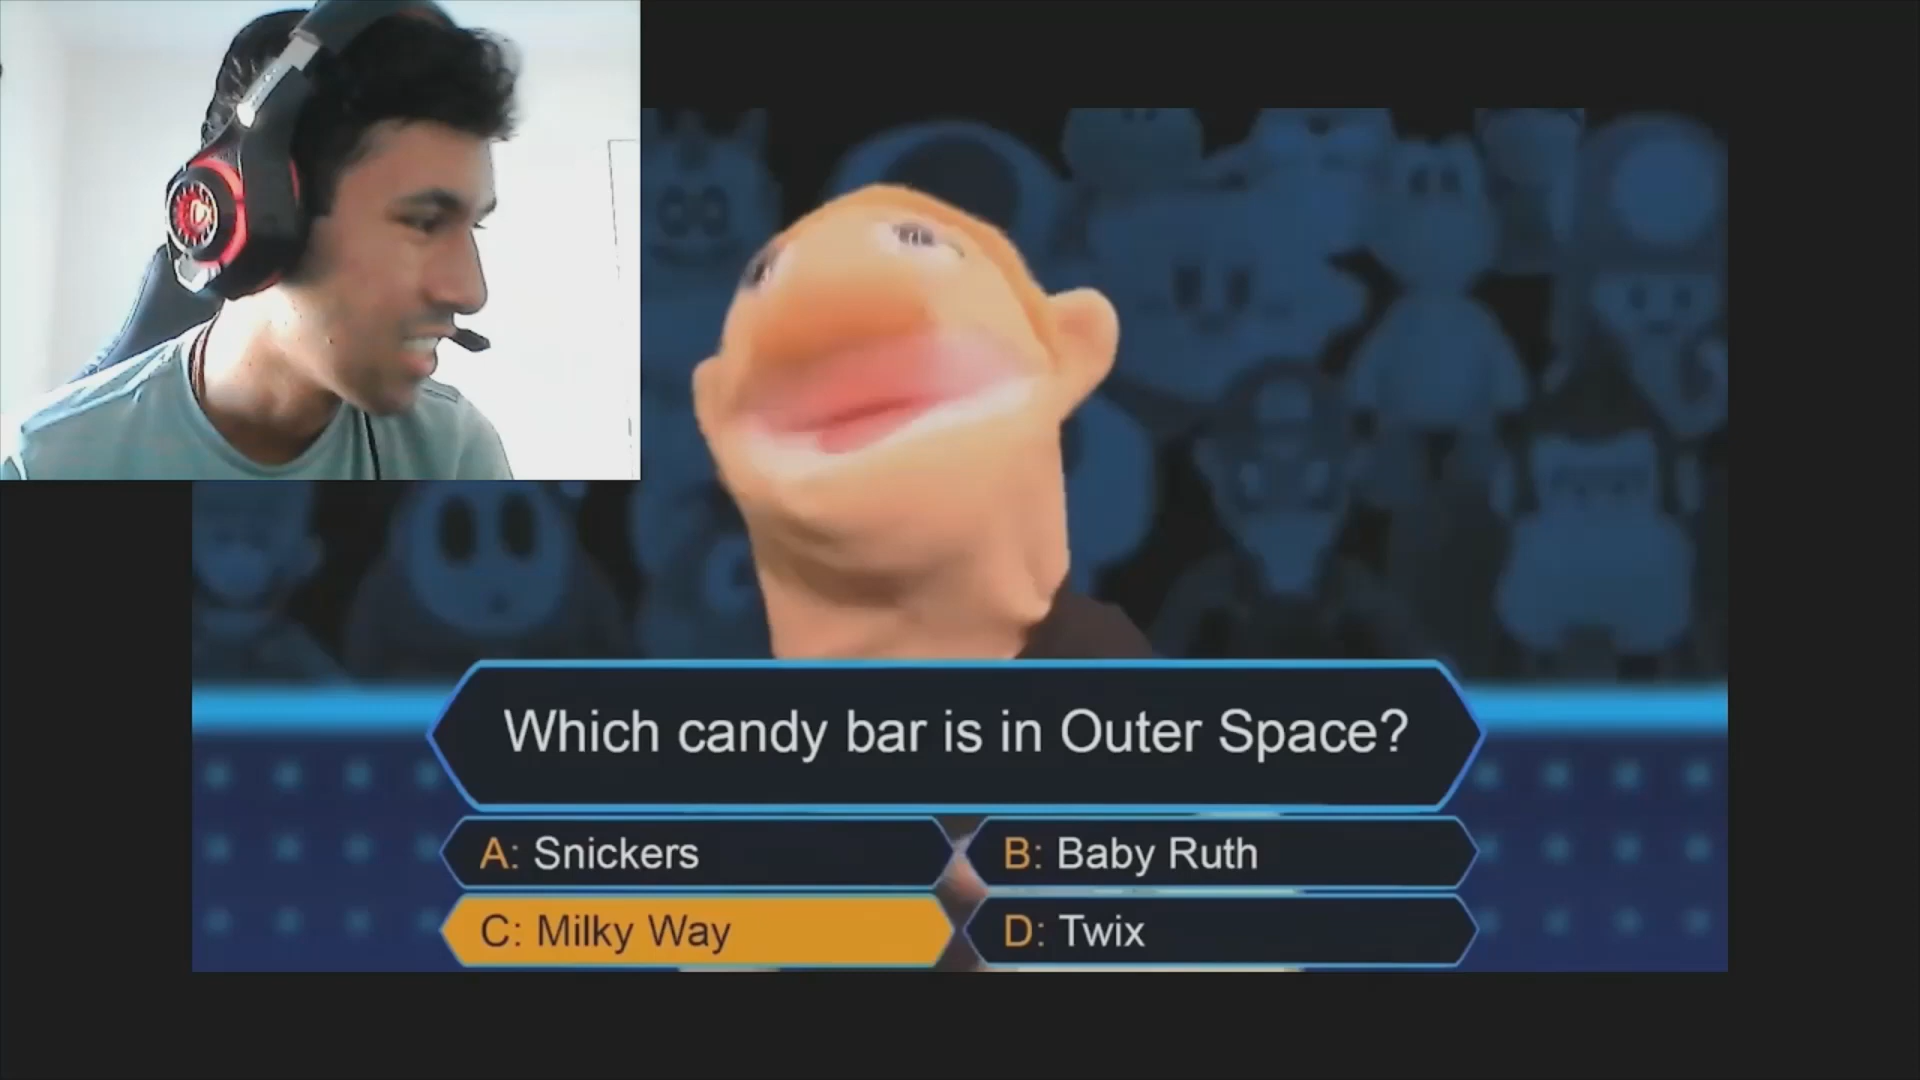 Which candy bar is in Outer Space?
A: Snickers
B: Baby Ruth
C: Milky Way
D: Twix